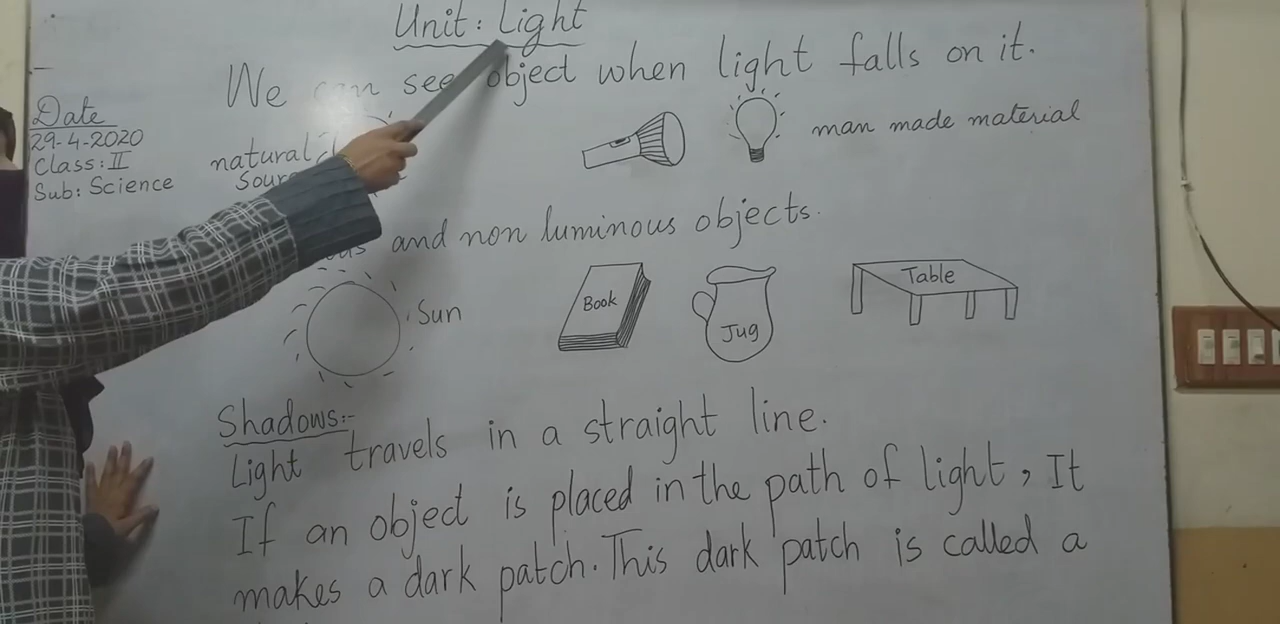 Unit: Light
We can see object when light falls on it.
Date
29-4-2020
Class: II
Sub: Science
natural
man made material
and non luminous objects.
Sun
Book
Jug
Table
Shadows:-
Light travels in a straight line.
If an object is placed in the path of light, It
makes a dark patch. This dark patch is called a